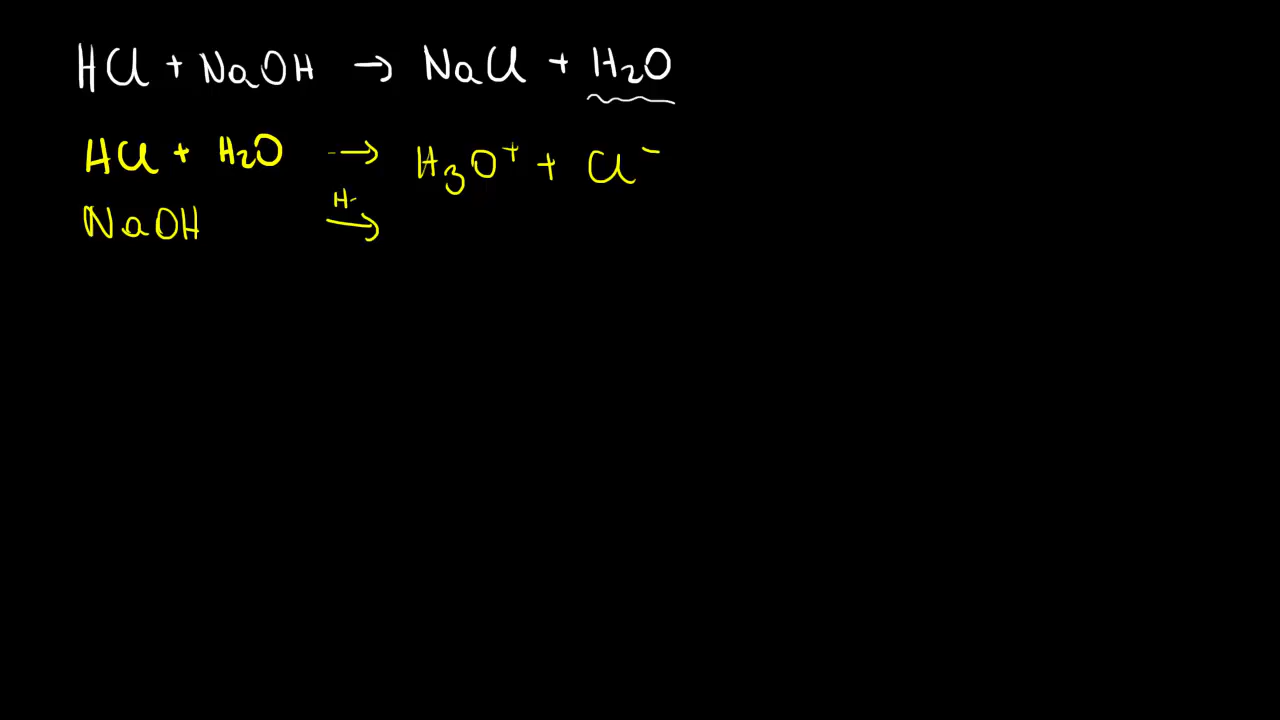 HCl + NaOH → NaCl + H₂O
HCl + H₂O → H₃O⁺ + Cl⁻
H-
NaOH →